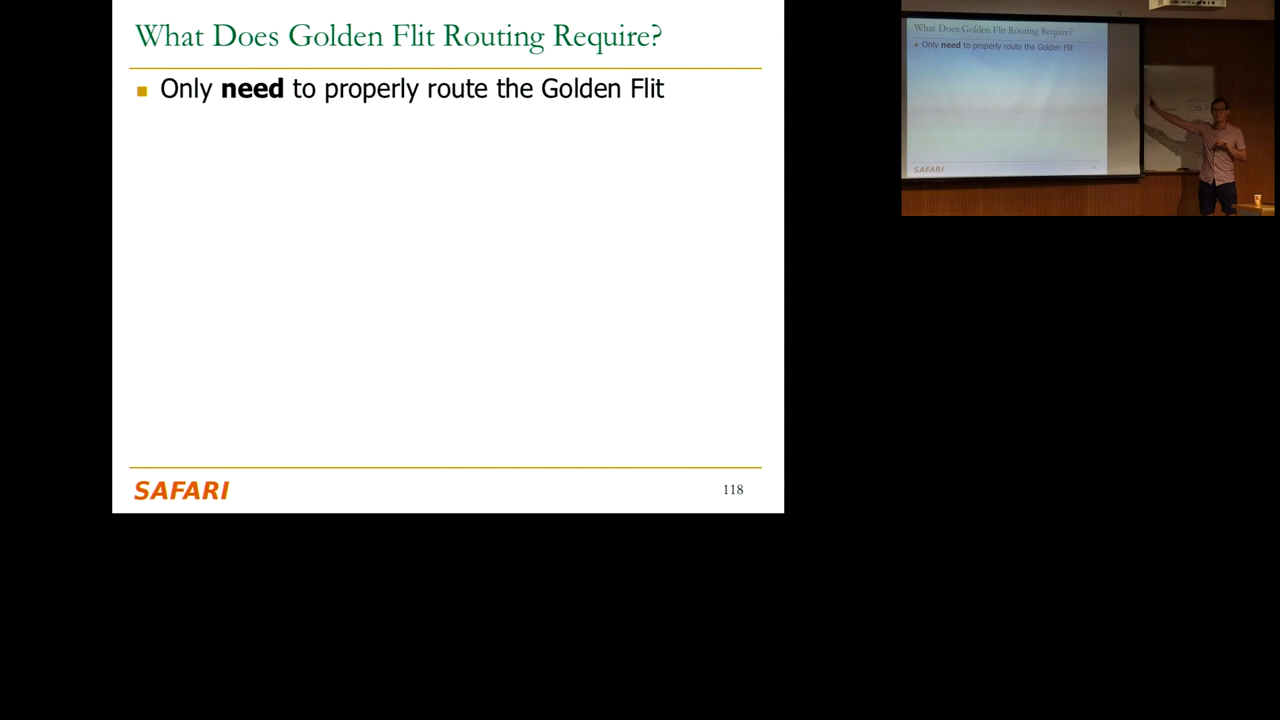 What Does Golden Flit Routing Require?
Only need to properly route the Golden Flit
SAFARI
118
What Does Golden Flit Routing Require?
Only need to properly route the Golden Flit
SAFARI